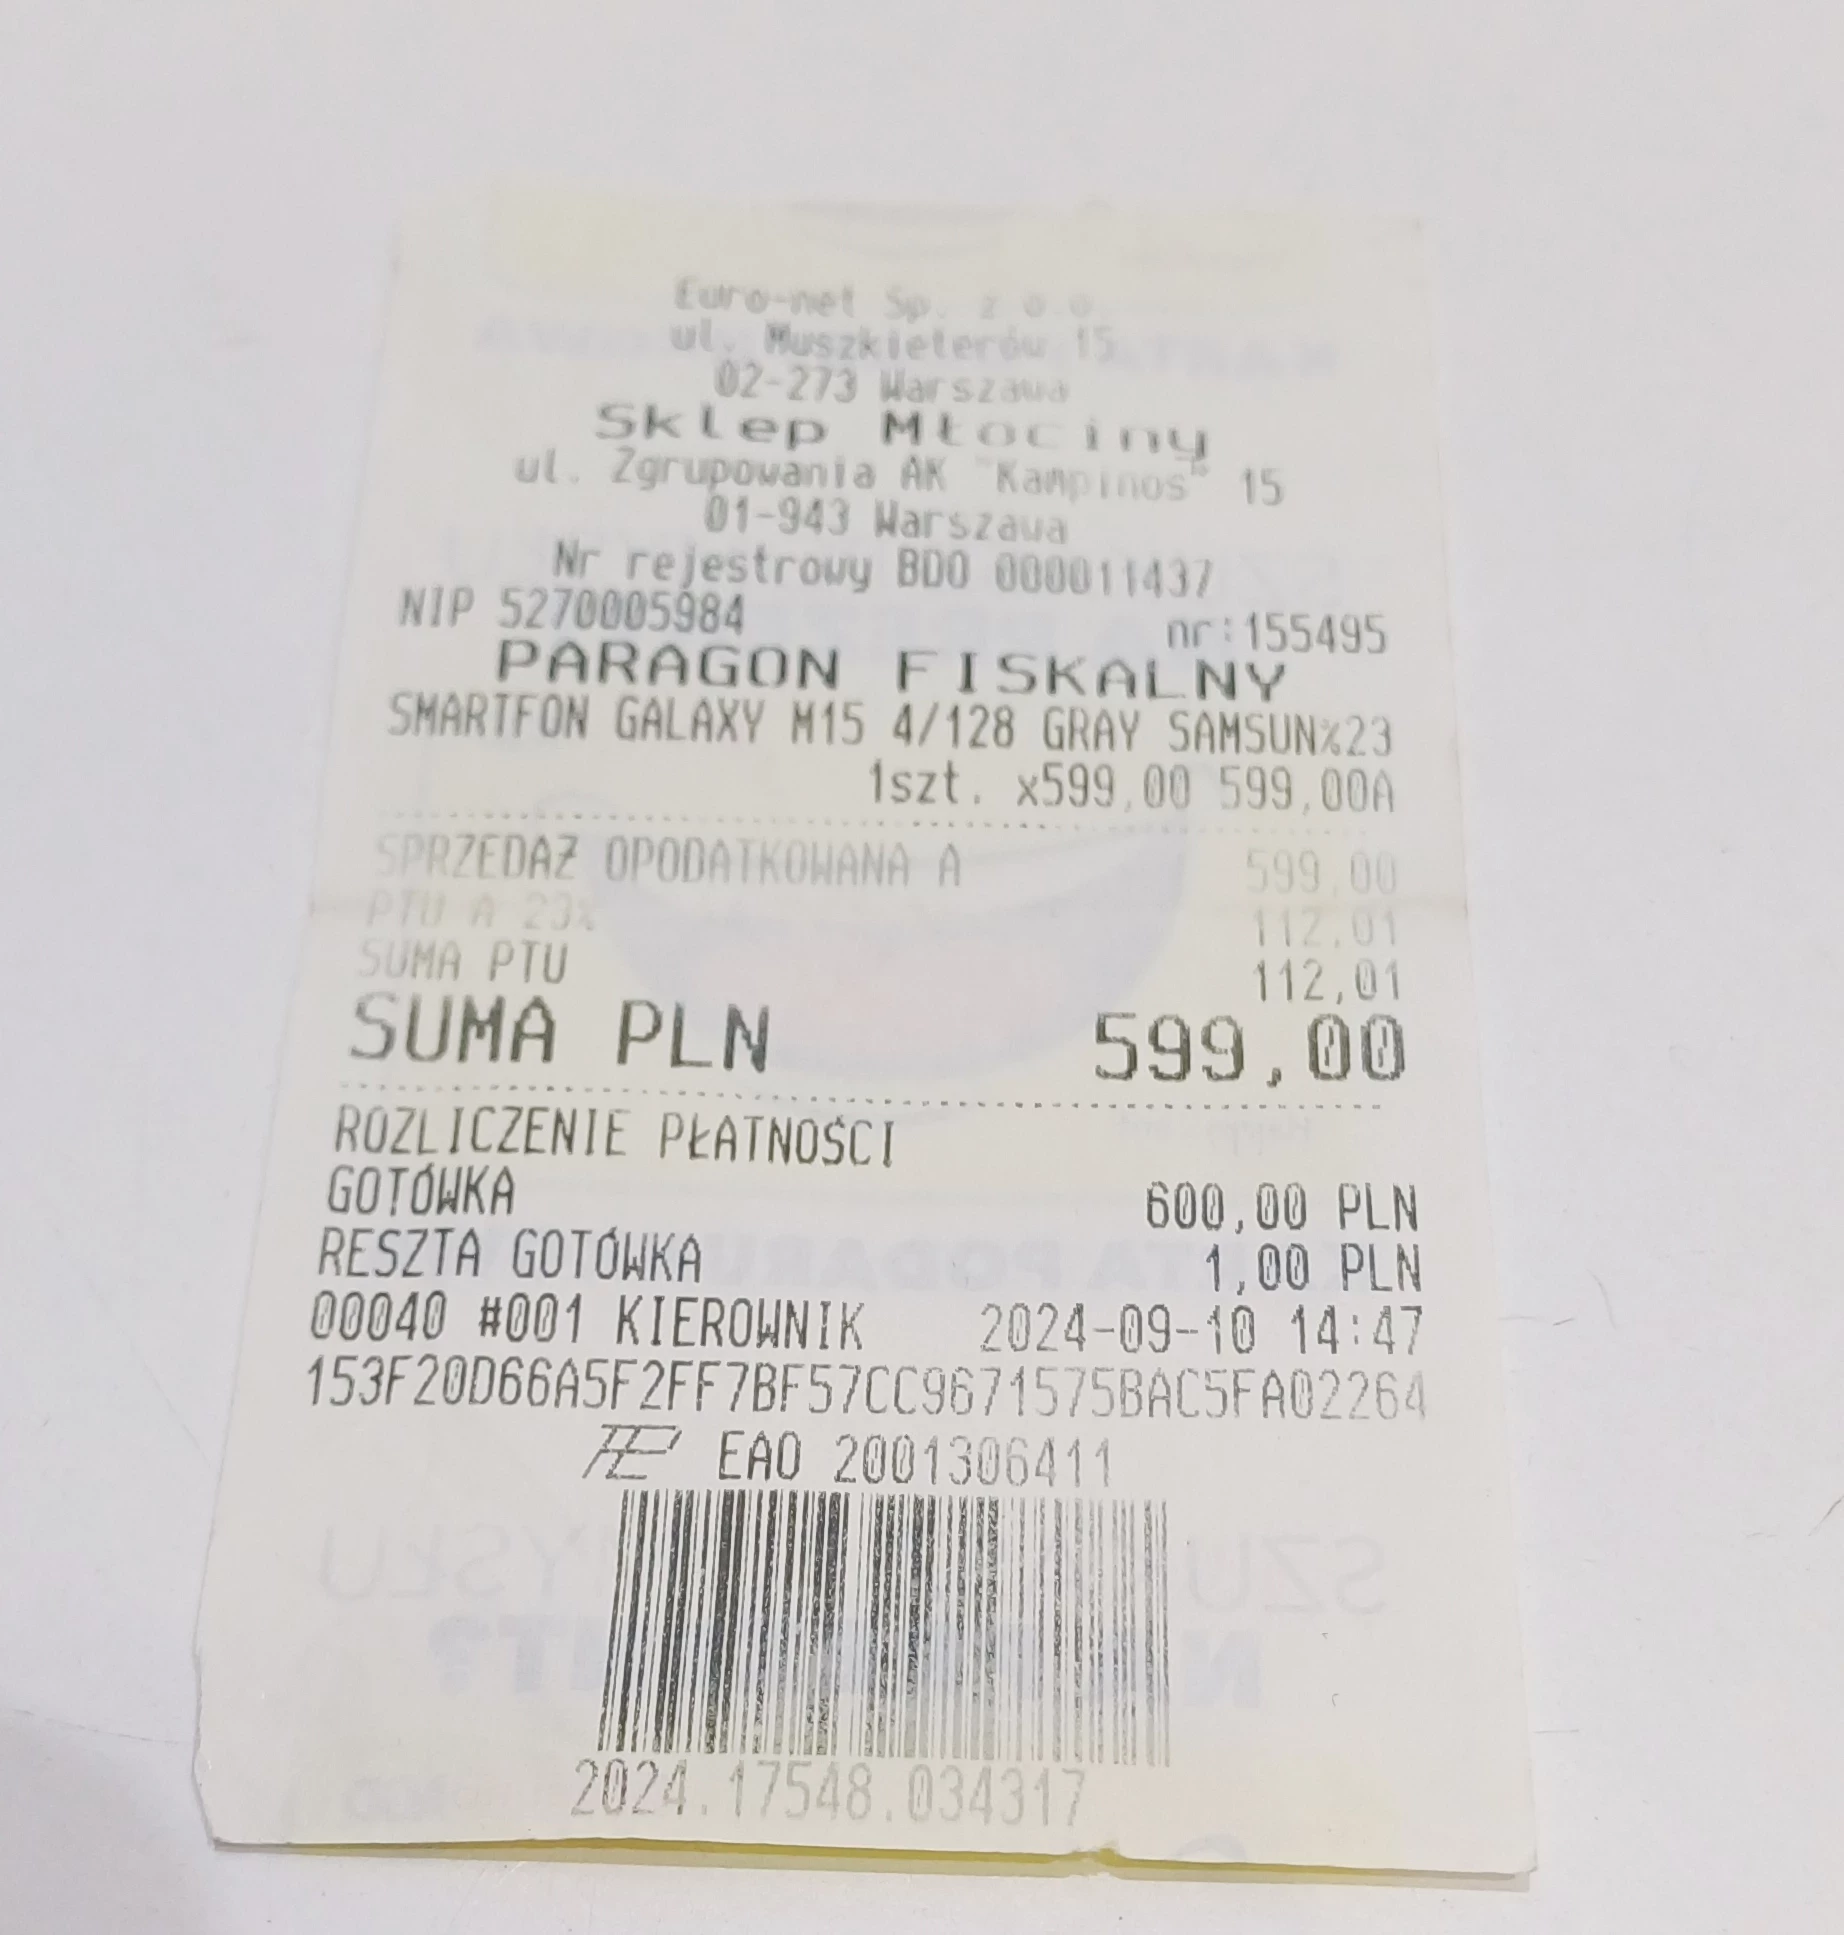 Euro-net Sp. z o.o.
ul. Muszkieterów 15
02-273 Warszawa
Sklep Młociny
ul. Zgrupowania AK "Kampinos" 15
01-943 Warszawa
Nr rejestrowy BDO 000011437
NIP 5270005984 nr:155495
PARAGON FISKALNY
SMARTFON GALAXY M15 4/128 GRAY SAMSUN%23
1szt. x599,00 599,00A
SPRZEDAŻ OPODATKOWANA A 599,00
PTU A 23% 112,01
SUMA PTU 112,01
SUMA PLN 599,00
ROZLICZENIE PŁATNOŚCI
GOTÓWKA 600,00 PLN
RESZTA GOTÓWKA 1,00 PLN
00040 #001 KIEROWNIK 2024-09-10 14:47
153F20D66A5F2FF7BF57CC9671575BAC5FA02264
EAO 2001306411
2024.17548.034317